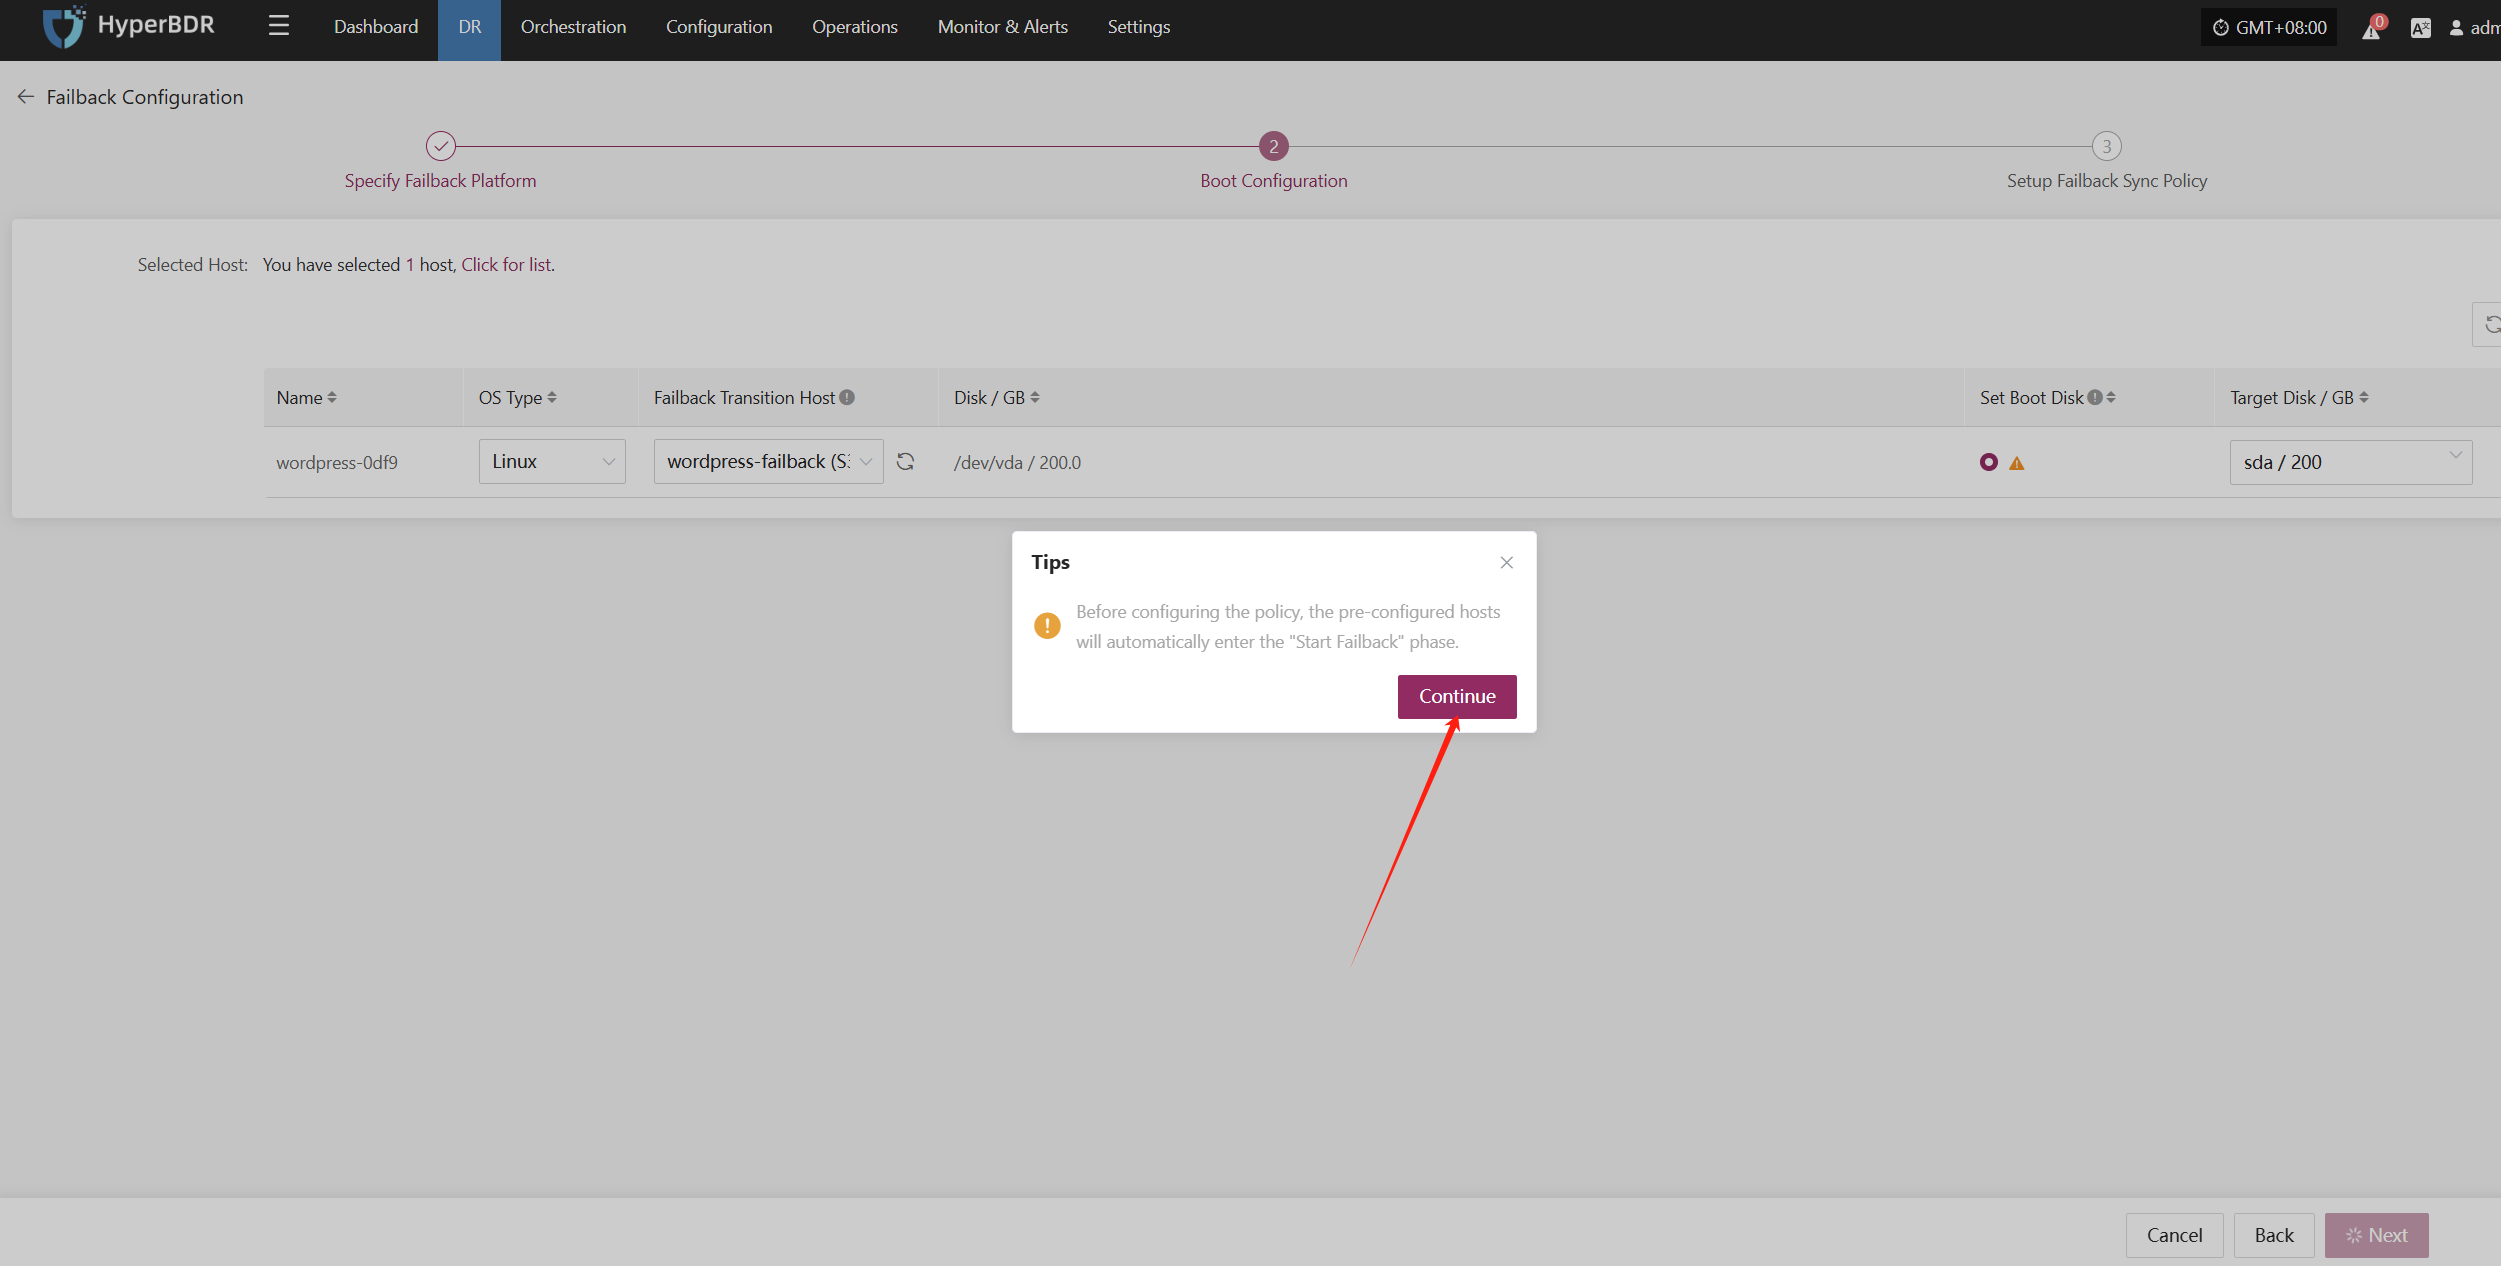 HyperBDR
Dashboard
DR
Orchestration
Configuration
Operations
Monitor & Alerts
Settings
GMT+08:00
0
adm
Failback Configuration
2
3
Specify Failback Platform
Boot Configuration
Setup Failback Sync Policy
Selected Host: You have selected 1 host, Click for list.
Name
OS Type
Failback Transition Host
Disk / GB
Set Boot Disk
Target Disk / GB
wordpress-0df9
Linux
wordpress-failback (S
/dev/vda / 200.0
sda / 200
Tips
Before configuring the policy, the pre-configured hosts
will automatically enter the "Start Failback" phase.
Continue
Cancel
Back
Next